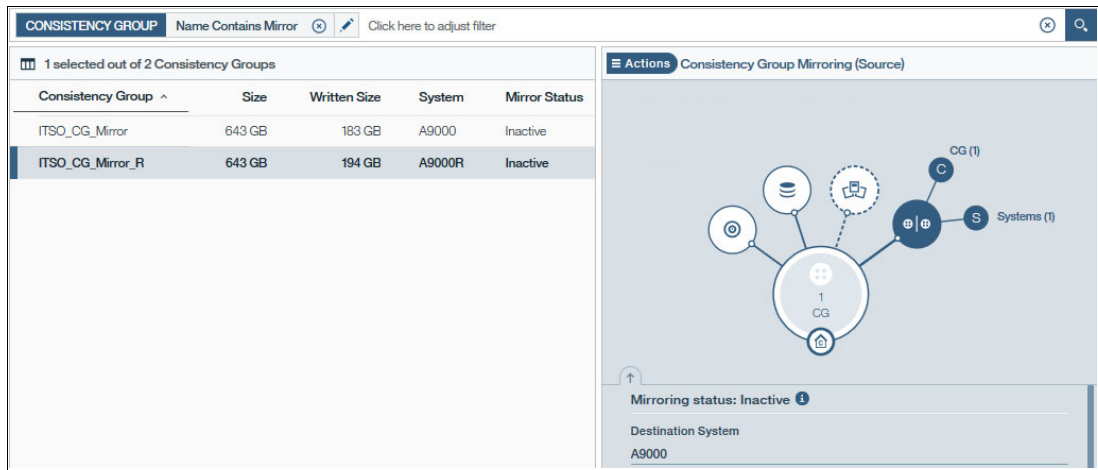 CONSISTENCY GROUP Name Contains Mirror Click here to adjust filter
1 selected out of 2 Consistency Groups
Consistency Group Size Written Size System Mirror Status
ITSO_CG_Mirror 643 GB 183 GB A9000 Inactive
ITSO_CG_Mirror_R 643 GB 194 GB A9000R Inactive
Actions Consistency Group Mirroring (Source)
CG (1)
C
S Systems (1)
1
CG
C
Mirroring status: Inactive
Destination System
A9000